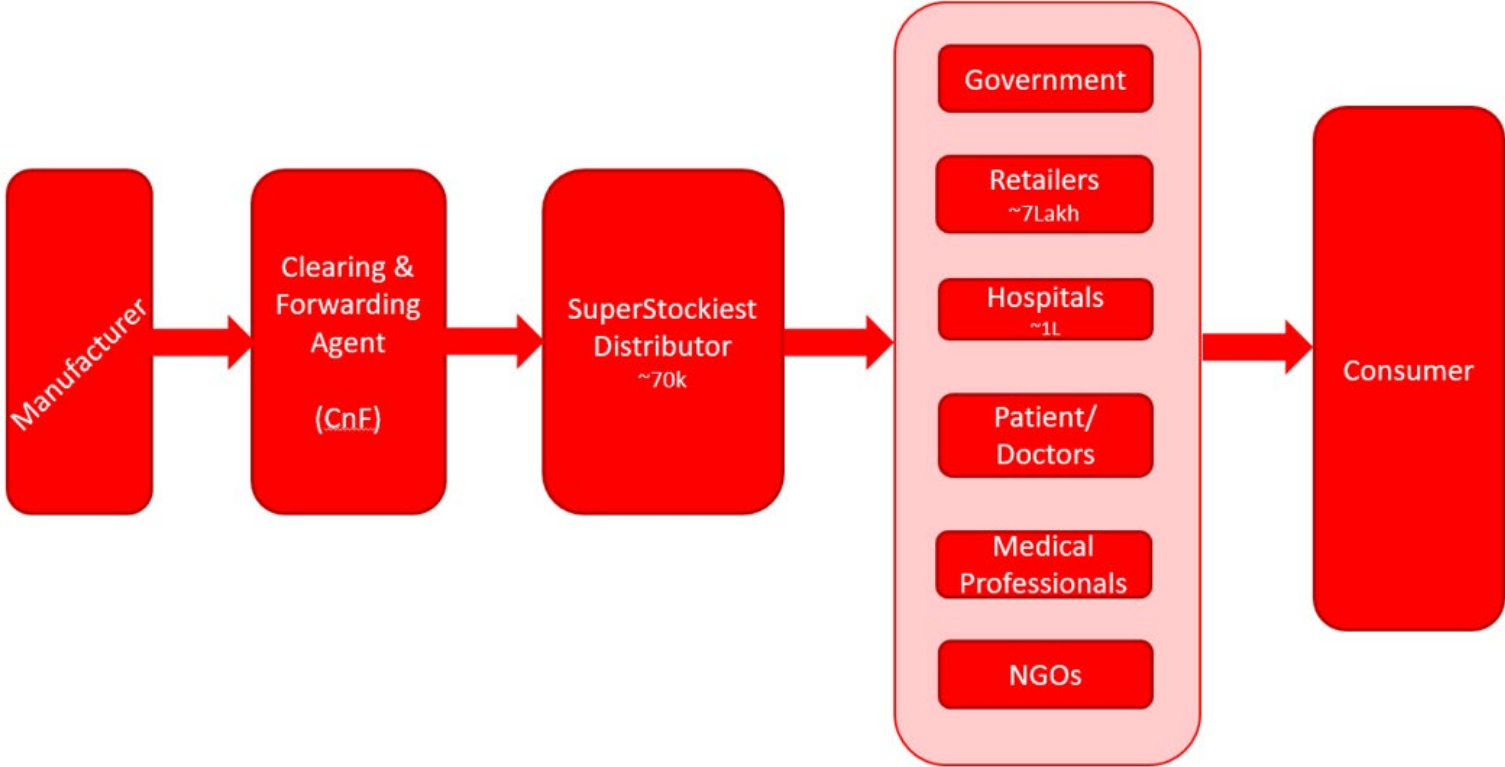 Manufacturer
Clearing &
Forwarding
Agent
(CnF)
SuperStockiest
Distributor
~70k
Government
Retailers
~7Lakh
Hospitals
~1L
Patient/
Doctors
Medical
Professionals
NGOs
Consumer